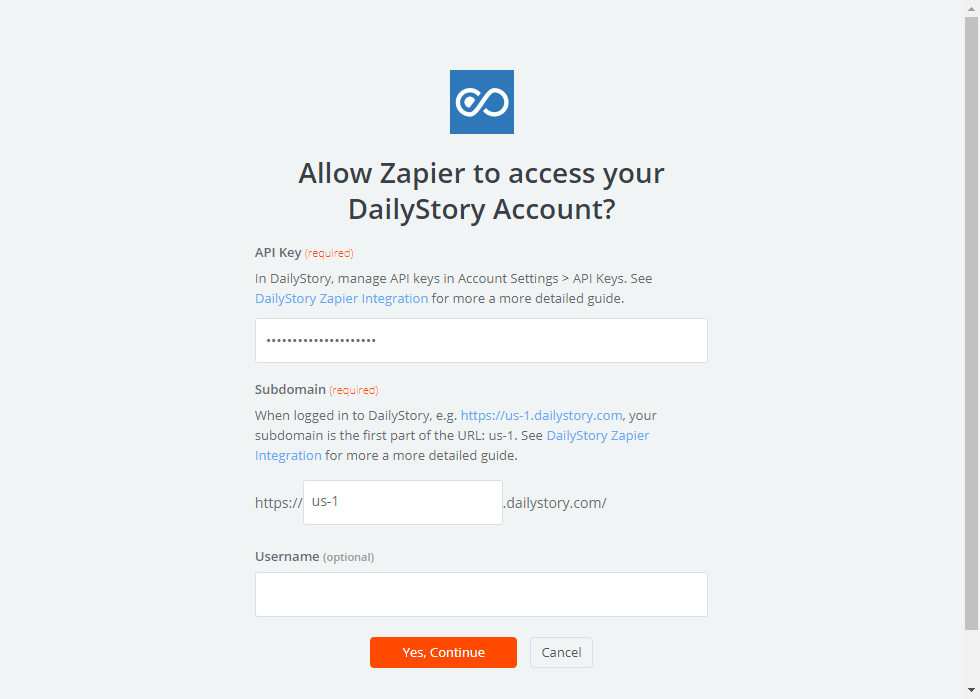 Allow Zapier to access your
DailyStory Account?
API Key (required)
In DailyStory, manage API keys in Account Settings > API Keys. See
DailyStory Zapier Integration for more a more detailed guide.
•••••••••••••••••••••
Subdomain (required)
When logged in to DailyStory, e.g. https://us-1.dailystory.com, your
subdomain is the first part of the URL: us-1. See DailyStory Zapier
Integration for more a more detailed guide.
https:// us-1 .dailystory.com/
Username (optional)
Yes, Continue Cancel